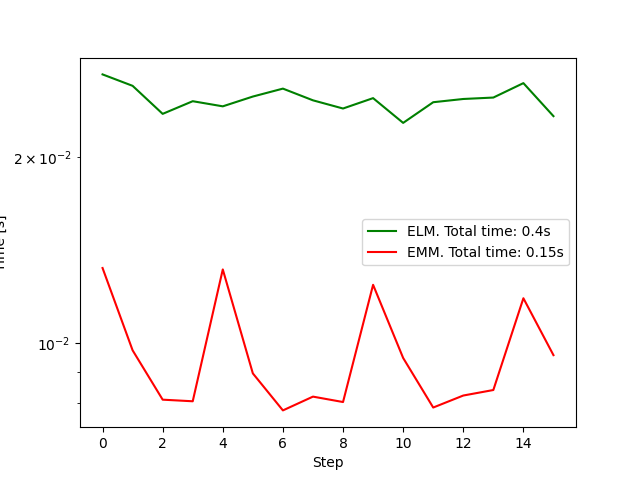 2 × 10⁻²
10⁻²
Time [s]
ELM. Total time: 0.4s
EMM. Total time: 0.15s
0 2 4 6 8 10 12 14
Step